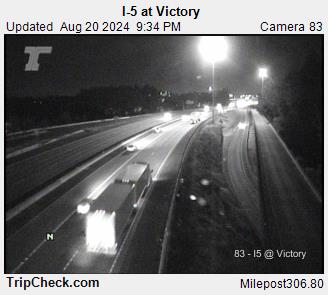 I-5 at Victory
Updated Aug 20 2024 9:34 PM Camera 83
T
N
83 - I5 @ Victory
TripCheck.com Milepost306.80